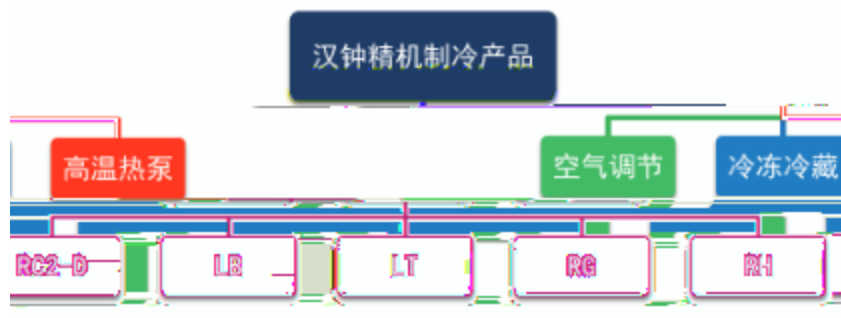 汉钟精机制冷产品
高温热泵
空气调节
冷冻冷藏
RC2-D
LB
LT
RG
RH